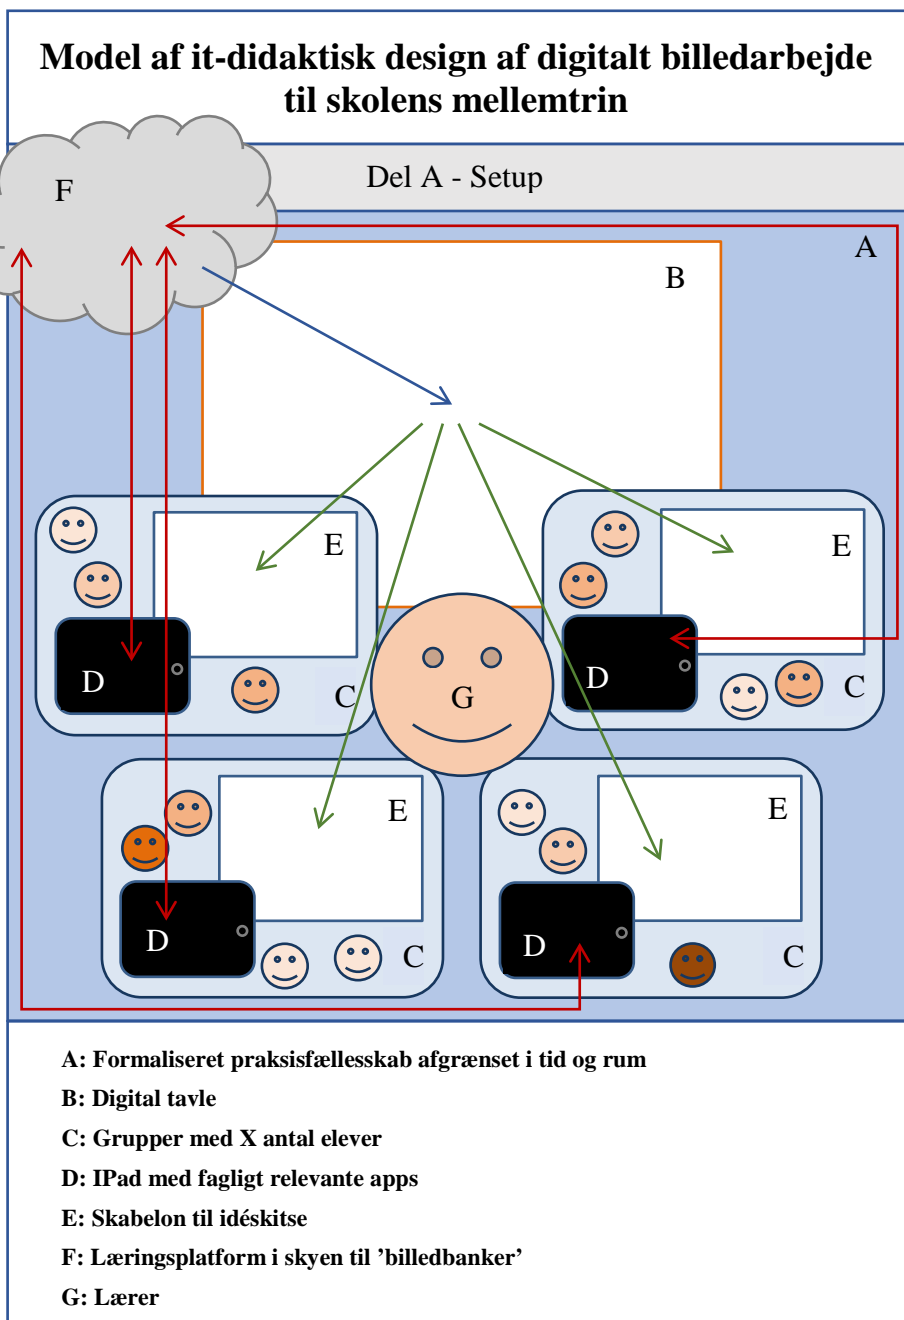 Model af it-didaktisk design af digitalt billedarbejde
til skolens mellemtrin
Del A - Setup
F
A
B
E
E
D
C
G
D
C
E
E
D
C
D
C
A: Formaliseret praksisfællesskab afgrænset i tid og rum
B: Digital tavle
C: Grupper med X antal elever
D: IPad med fagligt relevante apps
E: Skabelon til idéskitse
F: Læringsplatform i skyen til ’billedbanker’
G: Lærer